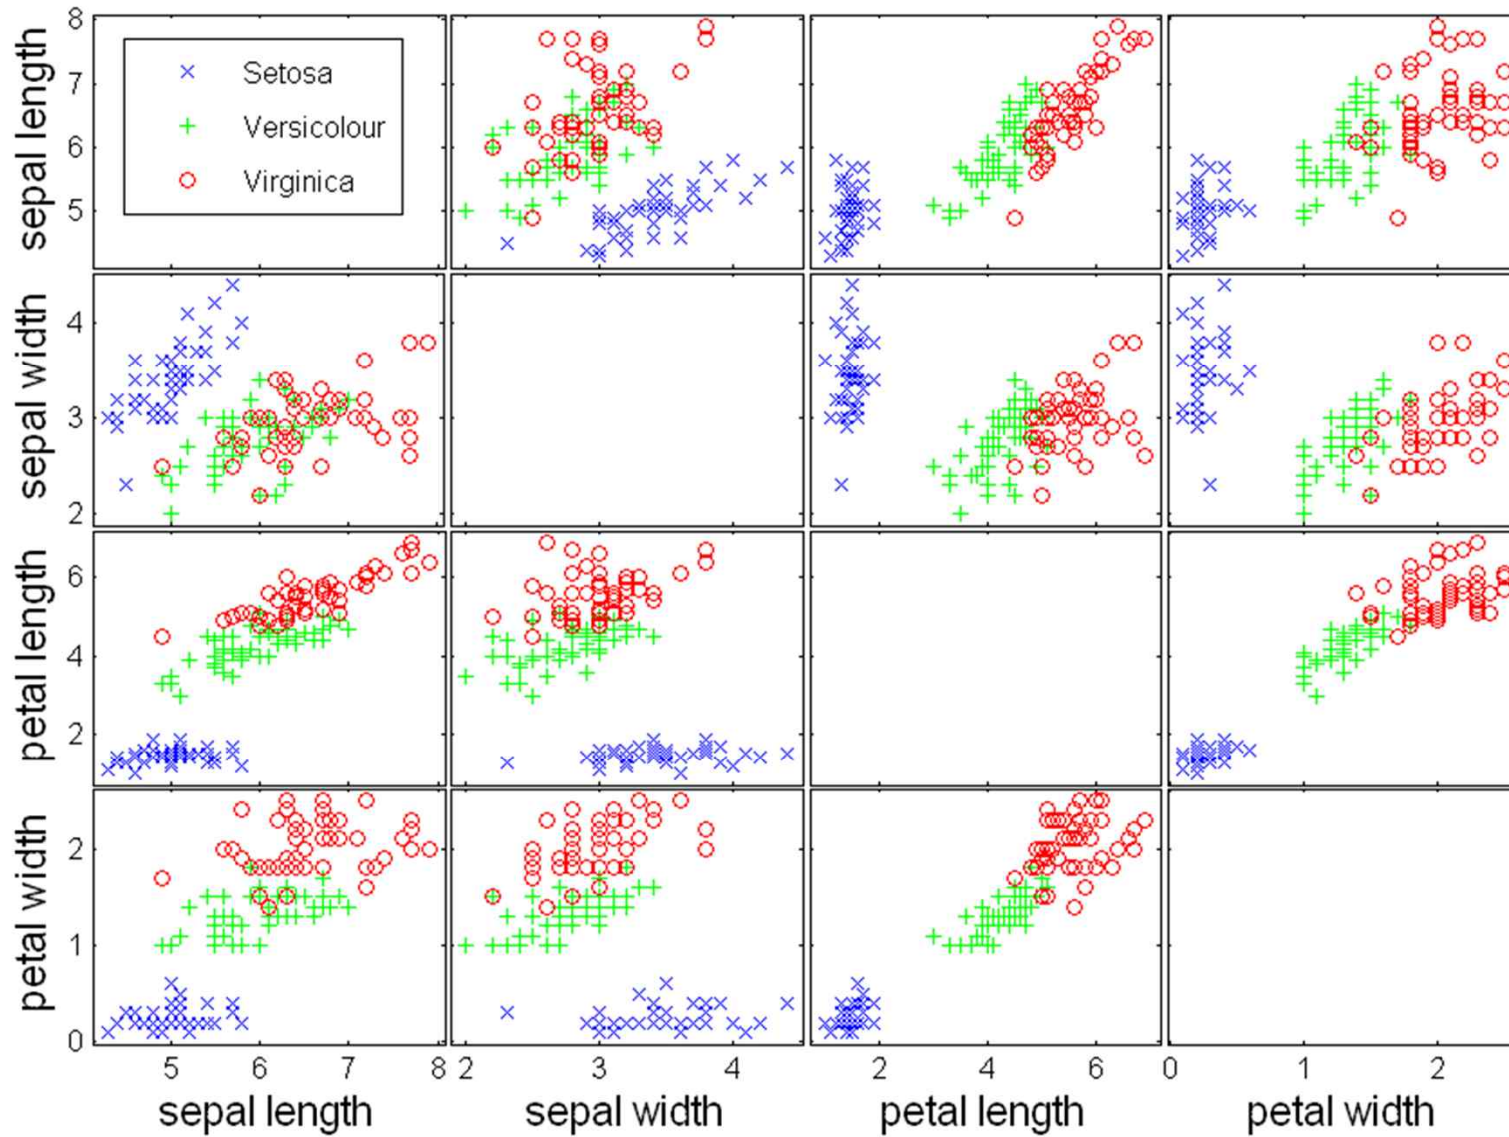 8
7
6
5
sepal length
Setosa
Versicolour
Virginica
4
3
2
sepal width
6
4
2
petal length
2
1
0
petal width
5 6 7 8 2 3 4 2 4 6 0 1 2
sepal length sepal width petal length petal width